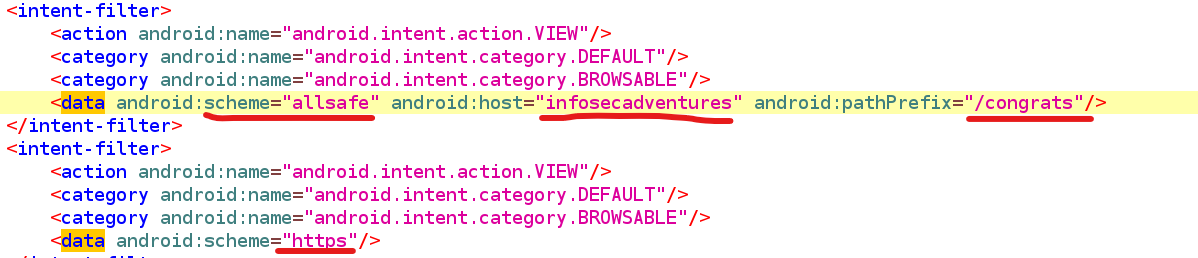 <intent-filter>
<action android:name="android.intent.action.VIEW"/>
<category android:name="android.intent.category.DEFAULT"/>
<category android:name="android.intent.category.BROWSABLE"/>
<data android:scheme="allsafe" android:host="infosecadventures" android:pathPrefix="/congrats"/>
</intent-filter>
<intent-filter>
<action android:name="android.intent.action.VIEW"/>
<category android:name="android.intent.category.DEFAULT"/>
<category android:name="android.intent.category.BROWSABLE"/>
<data android:scheme="https"/>